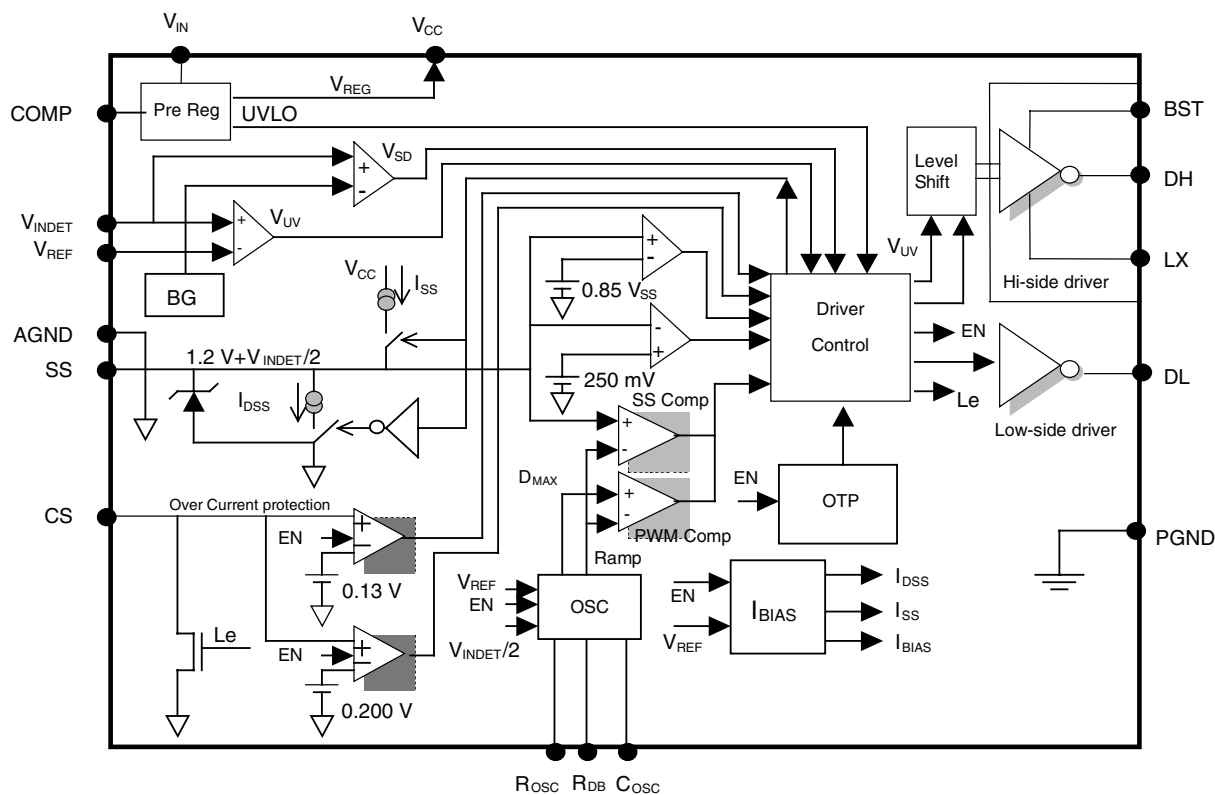 VIN
VCC
COMP
Pre Reg
VREG
UVLO
+
-
VSD
Level
Shift
BST
DH
VINDET
VREF
+
-
VUV
VUV
LX
BG
VCC
ISS
+
-
0.85 VSS
Hi-side driver
AGND
SS
1.2 V+VINDET/2
-
+
250 mV
Driver
Control
EN
Le
DL
IDSS
SS Comp
+
-
Low-side driver
DMAX
+
-
PWM Comp
EN
OTP
CS
Over Current protection
EN
+
−
0.13 V
Ramp
PGND
VREF
EN
VINDET/2
OSC
EN
VREF
IBIAS
IDSS
ISS
IBIAS
Le
EN
+
−
0.200 V
ROSC
RDB
COSC